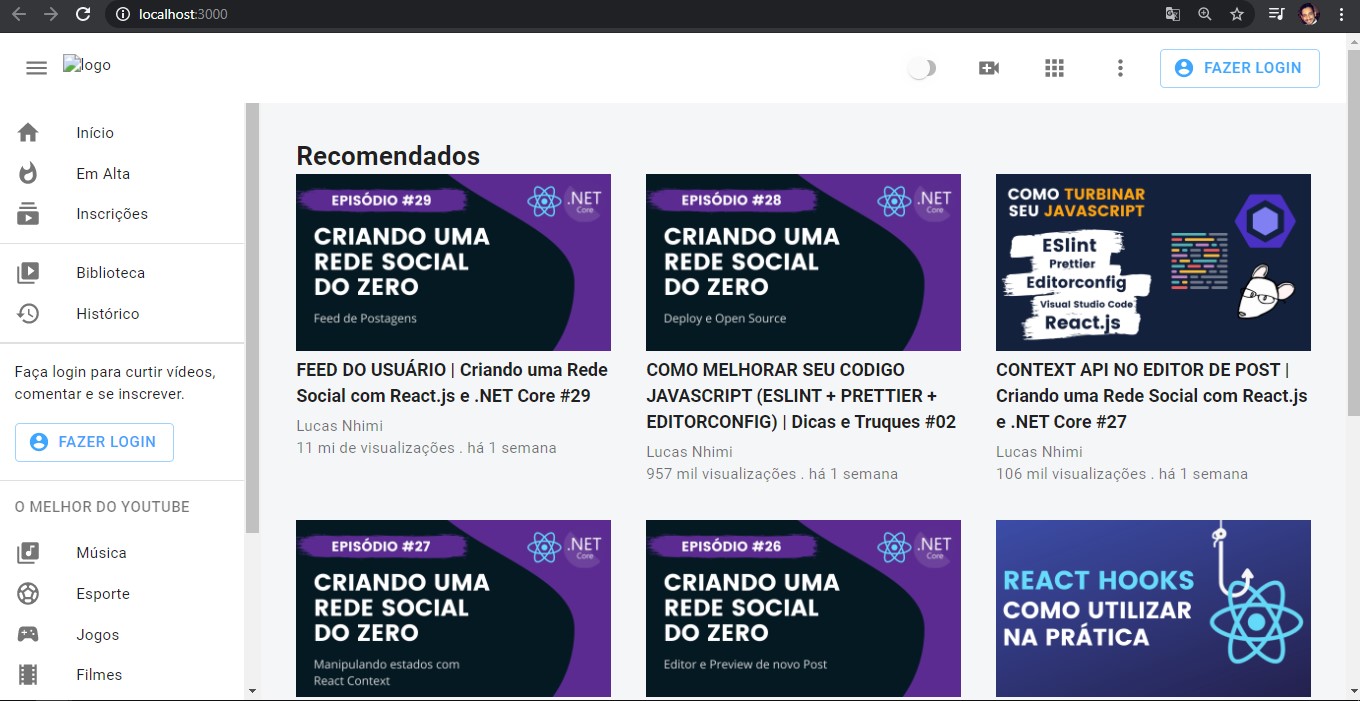 localhost:3000
logo
FAZER LOGIN
Início
Em Alta
Inscrições
Biblioteca
Histórico
Faça login para curtir vídeos,
comentar e se inscrever.
FAZER LOGIN
O MELHOR DO YOUTUBE
Música
Esporte
Jogos
Filmes
Recomendados
EPISÓDIO #29
.NET
Core
CRIANDO UMA
REDE SOCIAL
DO ZERO
Feed de Postagens
FEED DO USUÁRIO | Criando uma Rede
Social com React.js e .NET Core #29
Lucas Nhimi
11 mi de visualizações . há 1 semana
EPISÓDIO #28
.NET
Core
CRIANDO UMA
REDE SOCIAL
DO ZERO
Deploy e Open Source
COMO MELHORAR SEU CODIGO
JAVASCRIPT (ESLINT + PRETTIER +
EDITORCONFIG) | Dicas e Truques #02
Lucas Nhimi
957 mil visualizações . há 1 semana
COMO TURBINAR
SEU JAVASCRIPT
ESlint
Prettier
Editorconfig
Visual Studio Code
React.js
CONTEXT API NO EDITOR DE POST |
Criando uma Rede Social com React.js
e .NET Core #27
Lucas Nhimi
106 mil visualizações . há 1 semana
EPISÓDIO #27
.NET
Core
CRIANDO UMA
REDE SOCIAL
DO ZERO
Manipulando estados com
React Context
EPISÓDIO #26
.NET
Core
CRIANDO UMA
REDE SOCIAL
DO ZERO
Editor e Preview de novo Post
REACT HOOKS
COMO UTILIZAR
NA PRÁTICA